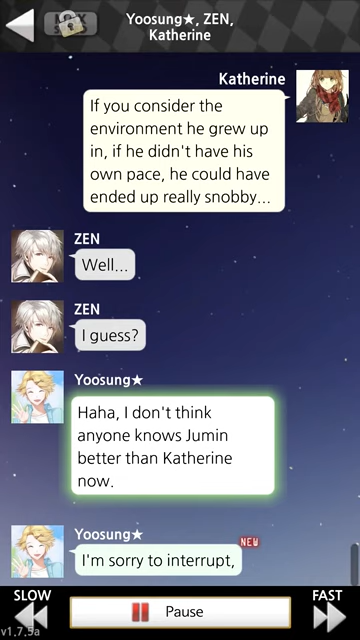 Yoosung★, ZEN,
Katherine
Katherine
If you consider the
environment he grew up
in, if he didn't have his
own pace, he could have
ended up really snobby...
ZEN
Well...
ZEN
I guess?
Yoosung★
Haha, I don't think
anyone knows Jumin
better than Katherine
now.
Yoosung★
NEW
I'm sorry to interrupt,
SLOW
FAST
Pause
v1.7.5a